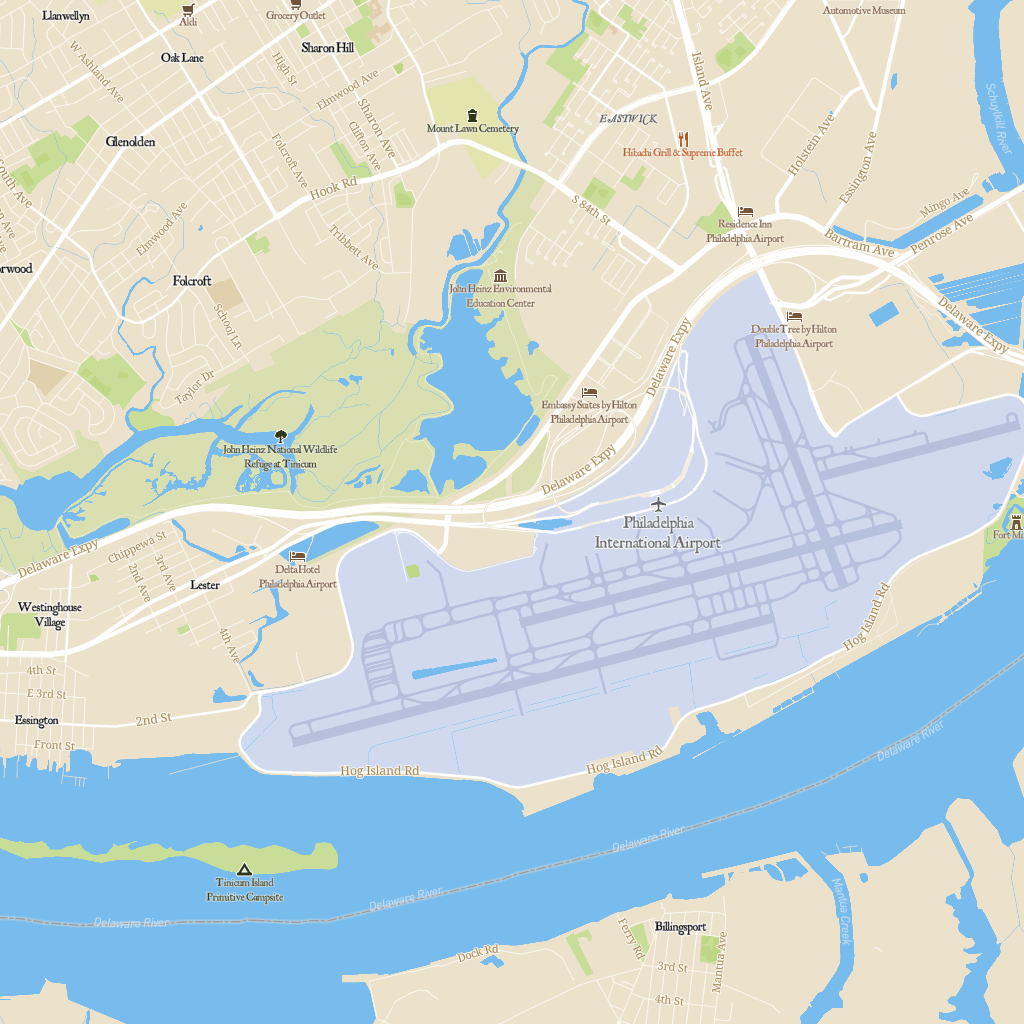 Llanwellyn
Aldi
Grocery Outlet
Automotive Museum
Oak Lane
Sharon Hill
W Ashland Ave
High St
Elmwood Ave
Island Ave
Schuylkill River
Sharon Ave
Mount Lawn Cemetery
EASTWICK
Glenolden
Clifton Ave
Hibachi Grill & Supreme Buffet
Holstein Ave
Essington Ave
South Ave
Foldcroft Ave
Hook Rd
S 84th St
Mingo Ave
Penrose Ave
Elmwood Ave
Tribbett Ave
Residence Inn
Philadelphia Airport
Bartram Ave
Folcroft
John Heinz Environmental
Education Center
School Ln
Delaware Expy
DoubleTree by Hilton
Philadelphia Airport
Delaware Expy
Taylor Dr
Embassy Suites by Hilton
Philadelphia Airport
John Heinz National Wildlife
Refuge at Tinicum
Delaware Expy
Philadelphia
International Airport
Delaware Expy
Chippewa St
2nd Ave
3rd Ave
Delta Hotel
Philadelphia Airport
Lester
Westinghouse
Village
4th Ave
Hog Island Rd
4th St
E 3rd St
Essington
2nd St
Front St
Hog Island Rd
Hog Island Rd
Delaware River
Delaware River
Tinicum Island
Primitive Campsite
Delaware River
Delaware River
Mantua Creek
Billingsport
Ferry Rd
Dock Rd
3rd St
Mantua Ave
4th St